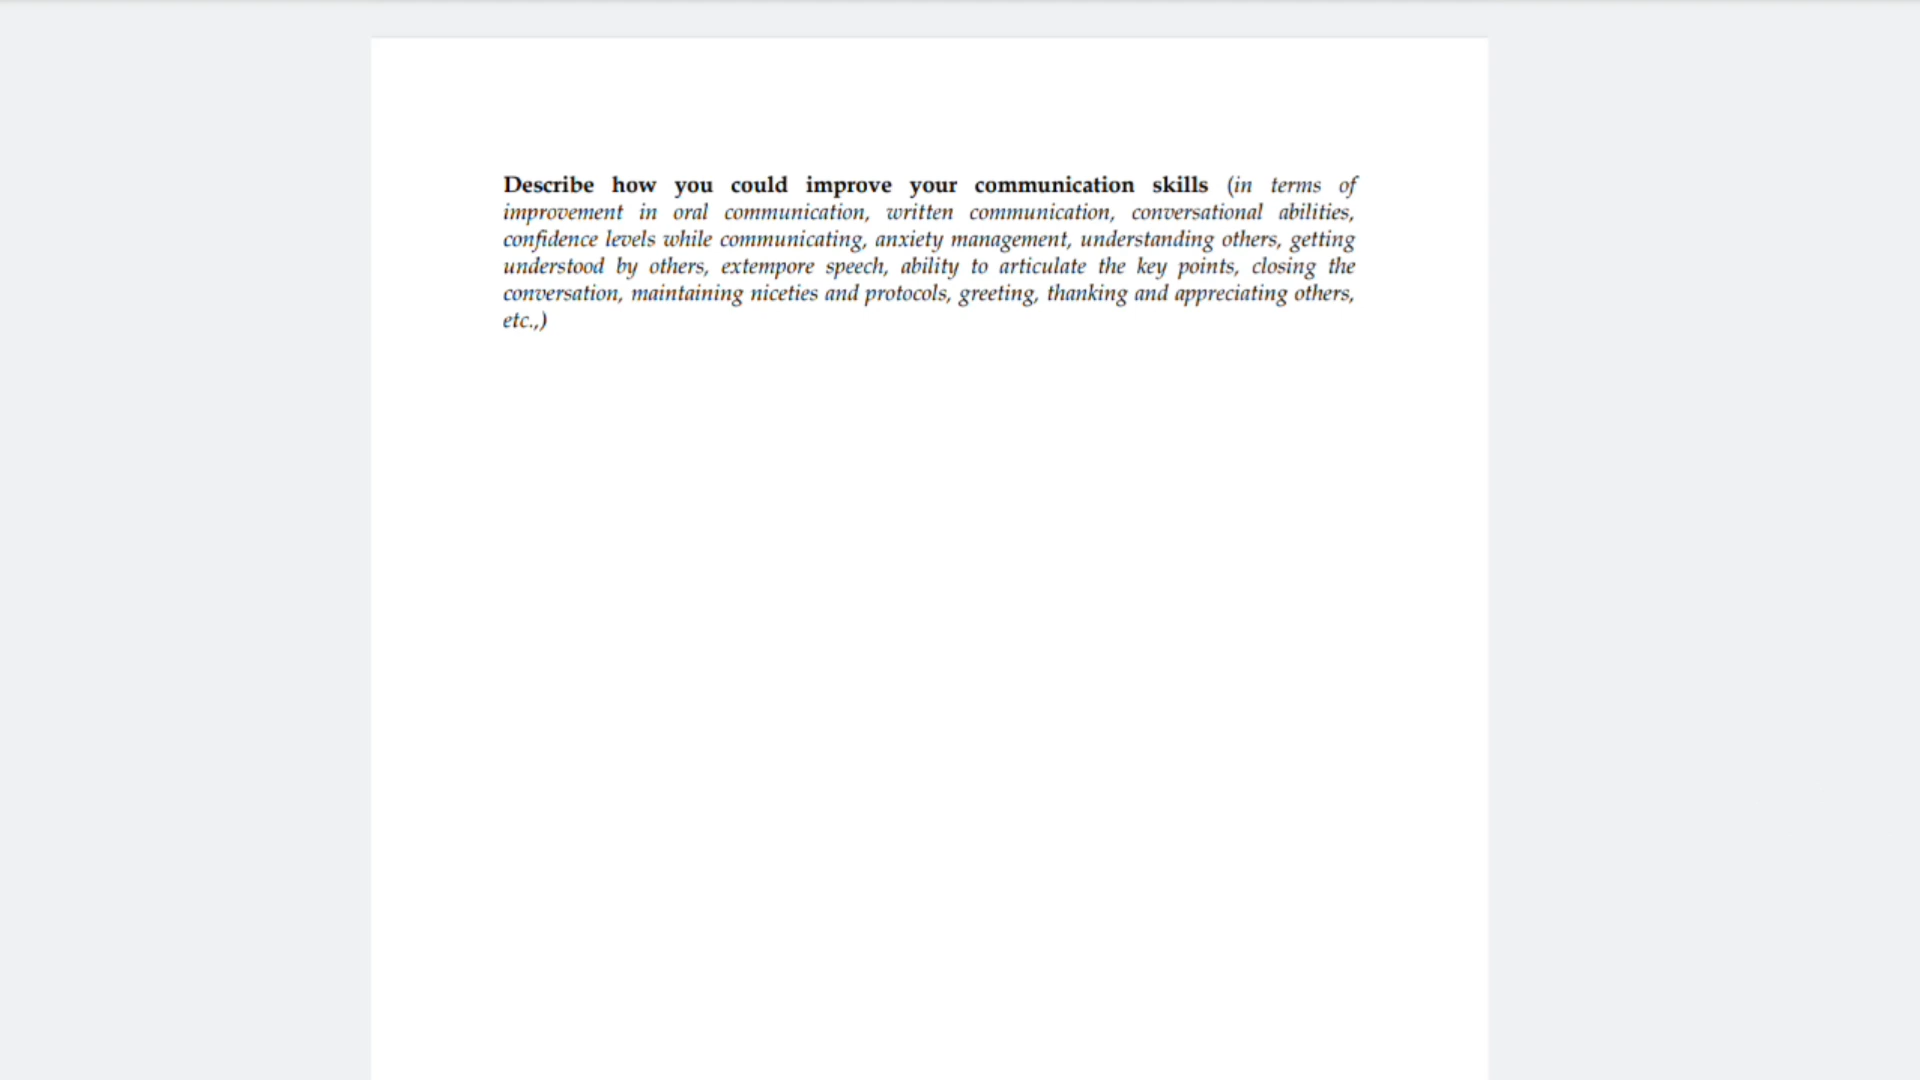 Describe how you could improve your communication skills (in terms of
improvement in oral communication, written communication, conversational abilities,
confidence levels while communicating, anxiety management, understanding others, getting
understood by others, extempore speech, ability to articulate the key points, closing the
conversation, maintaining niceties and protocols, greeting, thanking and appreciating others,
etc.,)